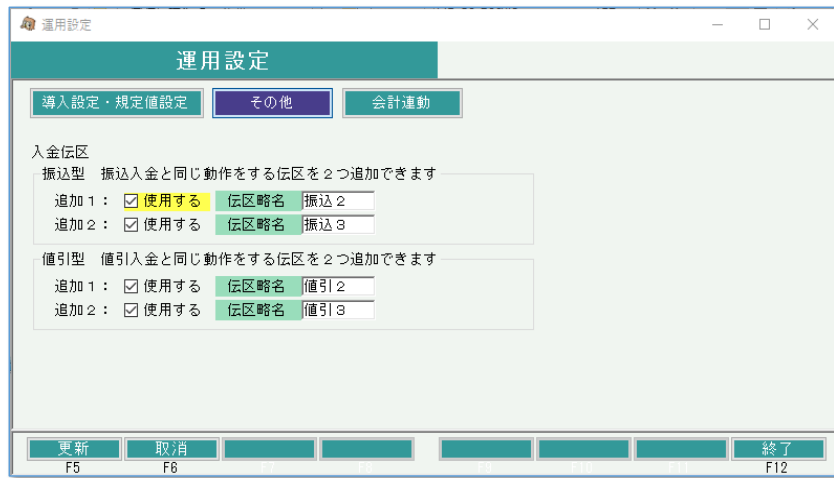 運用設定
運用設定
導入設定・規定値設定 その他 会計連動
入金伝区
振込型 振込入金と同じ動作をする伝区を２つ追加できます
追加１： 使用する 伝区略名 振込２
追加２： 使用する 伝区略名 振込３
値引型 値引入金と同じ動作をする伝区を２つ追加できます
追加１： 使用する 伝区略名 値引２
追加２： 使用する 伝区略名 値引３
更新 取消 終了
F5 F6 F7 F8 F9 F10 F11 F12